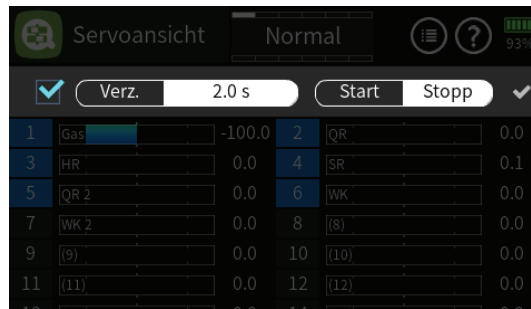 Servoansicht Normal ? 93%
Verz. 2.0 s Start Stopp
1 Gas -100.0 2 QR 0.0
3 HR 0.0 4 SR 0.1
5 QR 2 0.0 6 WK 0.0
7 WK 2 0.0 8 (8) 0.0
9 (9) 0.0 10 (10) 0.0
11 (11) 0.0 12 (12) 0.0